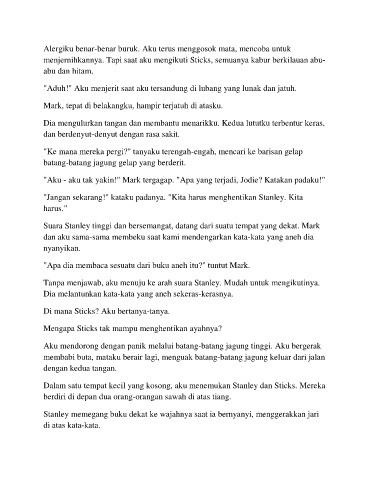 Alergiku benar-benar buruk. Aku terus menggosok mata, mencoba untuk
menjernihkannya. Tapi saat aku mengikuti Sticks, semuanya kabur berkilauan abu-
abu dan hitam.
"Aduh!" Aku menjerit saat aku tersandung di lubang yang lunak dan jatuh.
Mark, tepat di belakangku, hampir terjatuh di atasku.
Dia mengulurkan tangan dan membantu menarikku. Kedua lututku terbentur keras,
dan berdenyut-denyut dengan rasa sakit.
"Ke mana mereka pergi?" tanyaku terengah-engah, mencari ke barisan gelap
batang-batang jagung gelap yang berderit.
"Aku - aku tak yakin!" Mark tergagap. "Apa yang terjadi, Jodie? Katakan padaku!"
"Jangan sekarang!" kataku padanya. "Kita harus menghentikan Stanley. Kita
harus."
Suara Stanley tinggi dan bersemangat, datang dari suatu tempat yang dekat. Mark
dan aku sama-sama membeku saat kami mendengarkan kata-kata yang aneh dia
nyanyikan.
"Apa dia membaca sesuatu dari buku aneh itu?" tuntut Mark.
Tanpa menjawab, aku menuju ke arah suara Stanley. Mudah untuk mengikutinya.
Dia melantunkan kata-kata yang aneh sekeras-kerasnya.
Di mana Sticks? Aku bertanya-tanya.
Mengapa Sticks tak mampu menghentikan ayahnya?
Aku mendorong dengan panik melalui batang-batang jagung tinggi. Aku bergerak
membabi buta, mataku berair lagi, menguak batang-batang jagung keluar dari jalan
dengan kedua tangan.
Dalam satu tempat kecil yang kosong, aku menemukan Stanley dan Sticks. Mereka
berdiri di depan dua orang-orangan sawah di atas tiang.
Stanley memegang buku dekat ke wajahnya saat ia bernyanyi, menggerakkan jari
di atas kata-kata.